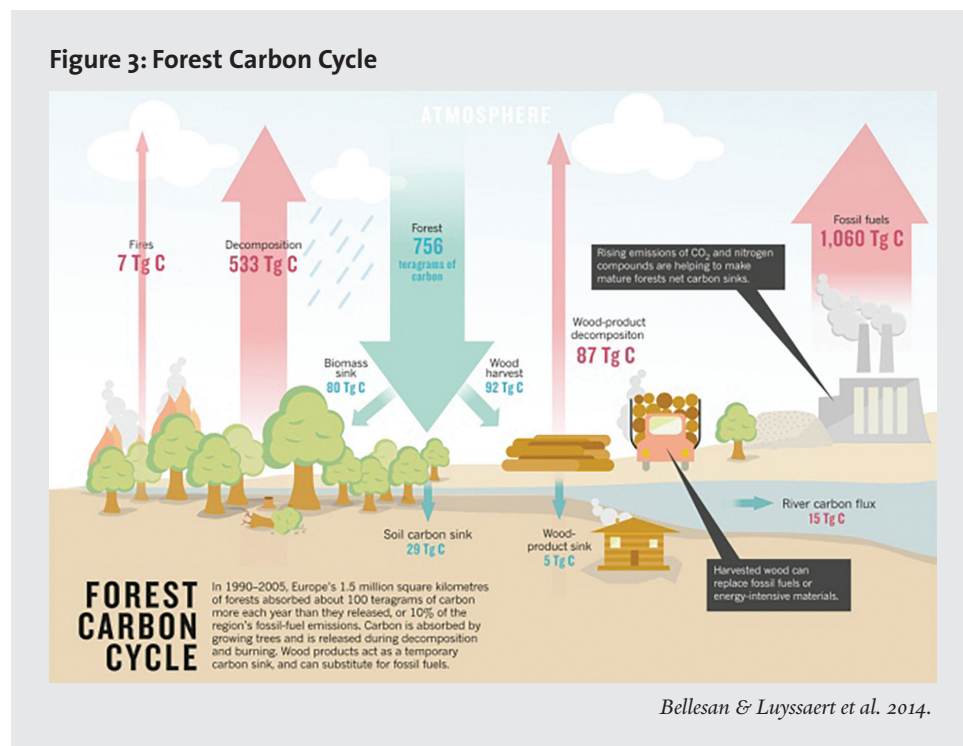 Figure 3: Forest Carbon Cycle
ATMOSPHERE
Fires
7 Tg C
Decomposition
533 Tg C
Forest
756
teragrams of
carbon
Biomass
sink
80 Tg C
Wood
harvest
92 Tg C
Wood-product
decompositon
87 Tg C
Rising emissions of CO₂ and nitrogen
compounds are helping to make
mature forests net carbon sinks.
Fossil fuels
1,060 Tg C
Soil carbon sink
29 Tg C
Wood-
product sink
5 Tg C
River carbon flux
15 Tg C
Harvested wood can
replace fossil fuels or
energy-intensive materials.
FOREST
CARBON
CYCLE
In 1990–2005, Europe's 1.5 million square kilometres
of forests absorbed about 100 teragrams of carbon
more each year than they released, or 10% of the
region's fossil-fuel emissions. Carbon is absorbed by
growing trees and is released during decomposition
and burning. Wood products act as a temporary
carbon sink, and can substitute for fossil fuels.
Bellesan & Luyssaert et al. 2014.